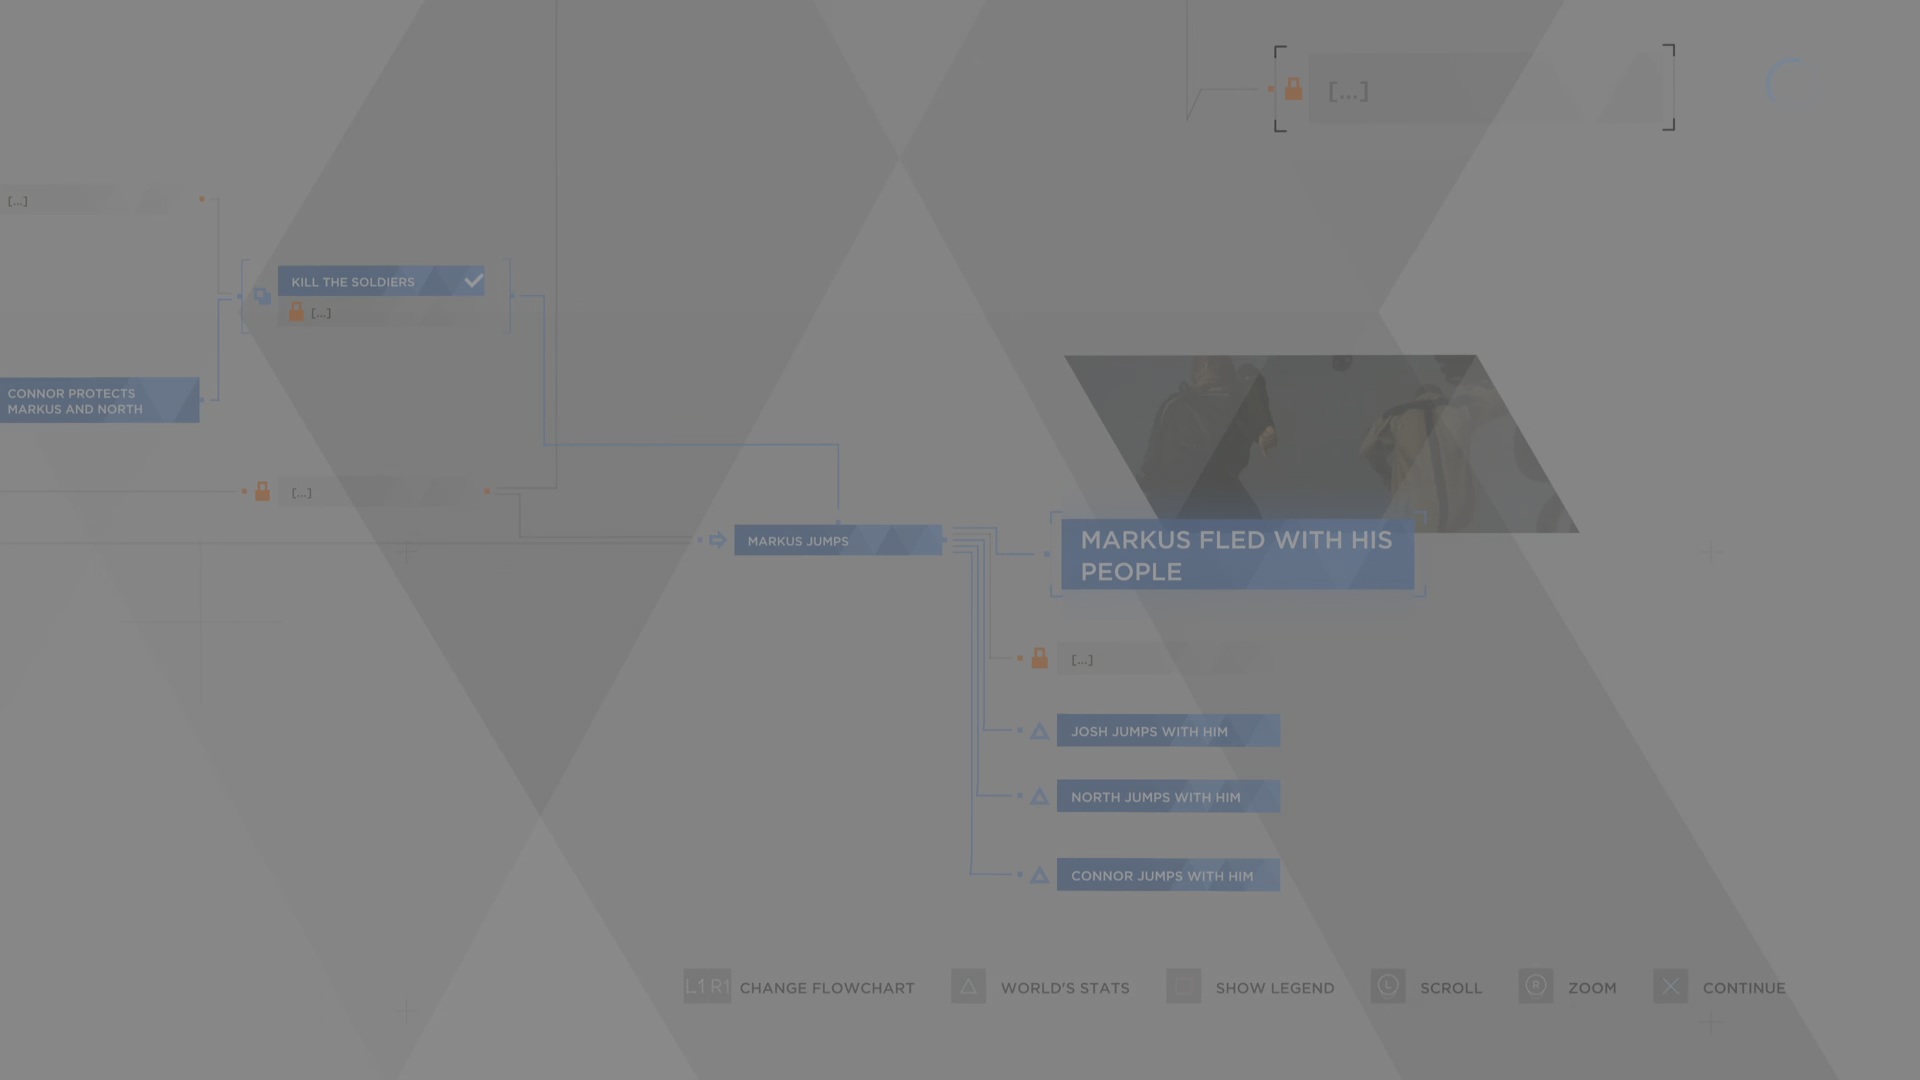 [...]
[...]
KILL THE SOLDIERS
[...]
CONNOR PROTECTS
MARKUS AND NORTH
[...]
MARKUS JUMPS
MARKUS FLED WITH HIS
PEOPLE
[...]
JOSH JUMPS WITH HIM
NORTH JUMPS WITH HIM
CONNOR JUMPS WITH HIM
L1 R1 CHANGE FLOWCHART WORLD'S STATS SHOW LEGEND L SCROLL R ZOOM CONTINUE